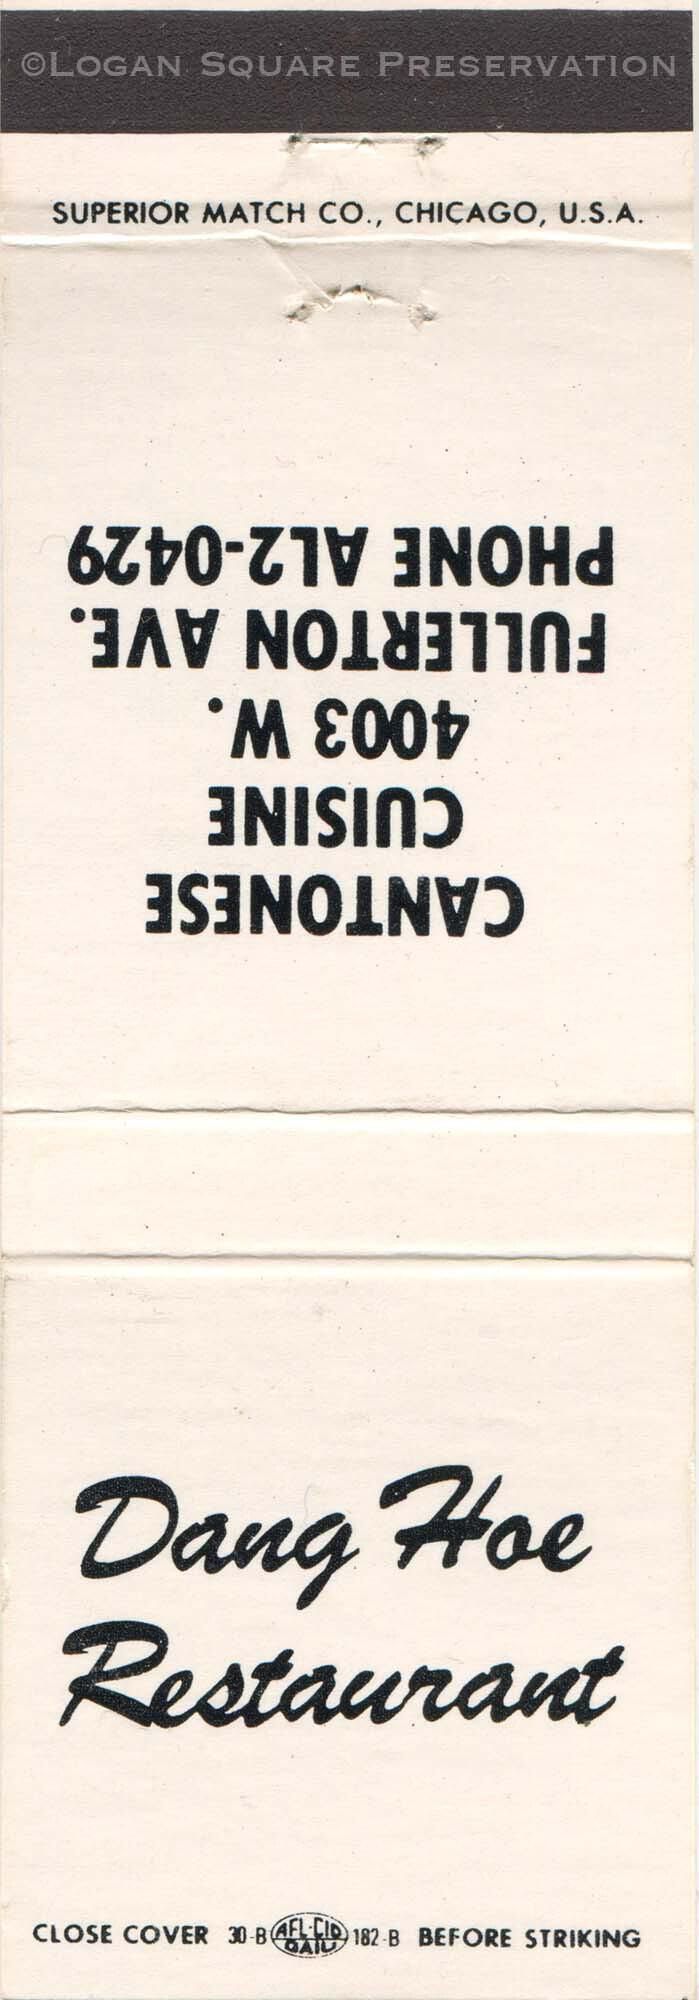 ©LOGAN SQUARE PRESERVATION
SUPERIOR MATCH CO., CHICAGO, U.S.A.
CANTONESE
CUISINE
4003 W.
FULLERTON AVE.
PHONE AL2-0429
Dang Hoe
Restaurant
CLOSE COVER 30-B AFL-CIO GAIU 182-B BEFORE STRIKING